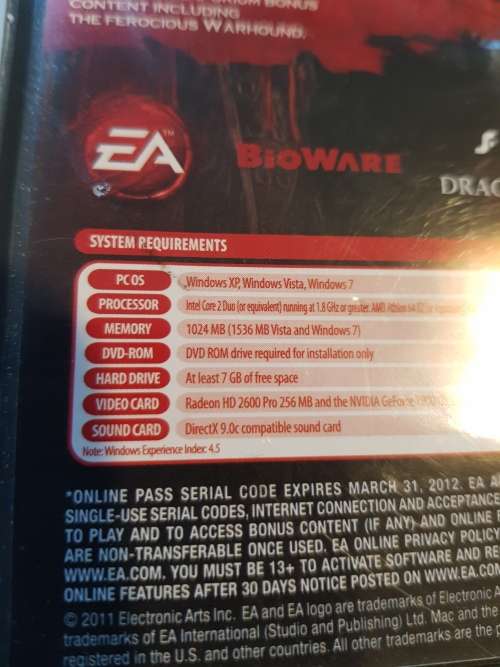 CONTENT INCLUDING
THE FEROCIOUS WARHOUND.
EA™
BIOWARE
SYSTEM REQUIREMENTS
PC OS Windows XP, Windows Vista, Windows 7
PROCESSOR Intel Core 2 Duo (or equivalent) running at 1.8 GHz or greater. AMD Athlon 64 X2
MEMORY 1024 MB (1536 MB Vista and Windows 7)
DVD-ROM DVD ROM drive required for installation only
HARD DRIVE At least 7 GB of free space
VIDEO CARD Radeon HD 2600 Pro 256 MB and the NVIDIA GeForce
SOUND CARD DirectX 9.0c compatible sound card
Note: Windows Experience Index: 4.5
*ONLINE PASS SERIAL CODE EXPIRES MARCH 31, 2012. EA
SINGLE-USE SERIAL CODES, INTERNET CONNECTION AND ACCEPTANCE
TO PLAY AND TO ACCESS BONUS CONTENT (IF ANY) AND ONLINE
ARE NON-TRANSFERABLE ONCE USED. EA ONLINE PRIVACY POLICY
WWW.EA.COM. YOU MUST BE 13+ TO ACTIVATE SOFTWARE AND
ONLINE FEATURES AFTER 30 DAYS NOTICE POSTED ON WWW.EA.COM
© 2011 Electronic Arts Inc. EA and EA logo are trademarks of Electronic
trademarks of EA International (Studio and Publishing) Ltd. Mac and the
registered in the U.S. and other countries. All other trademarks are the